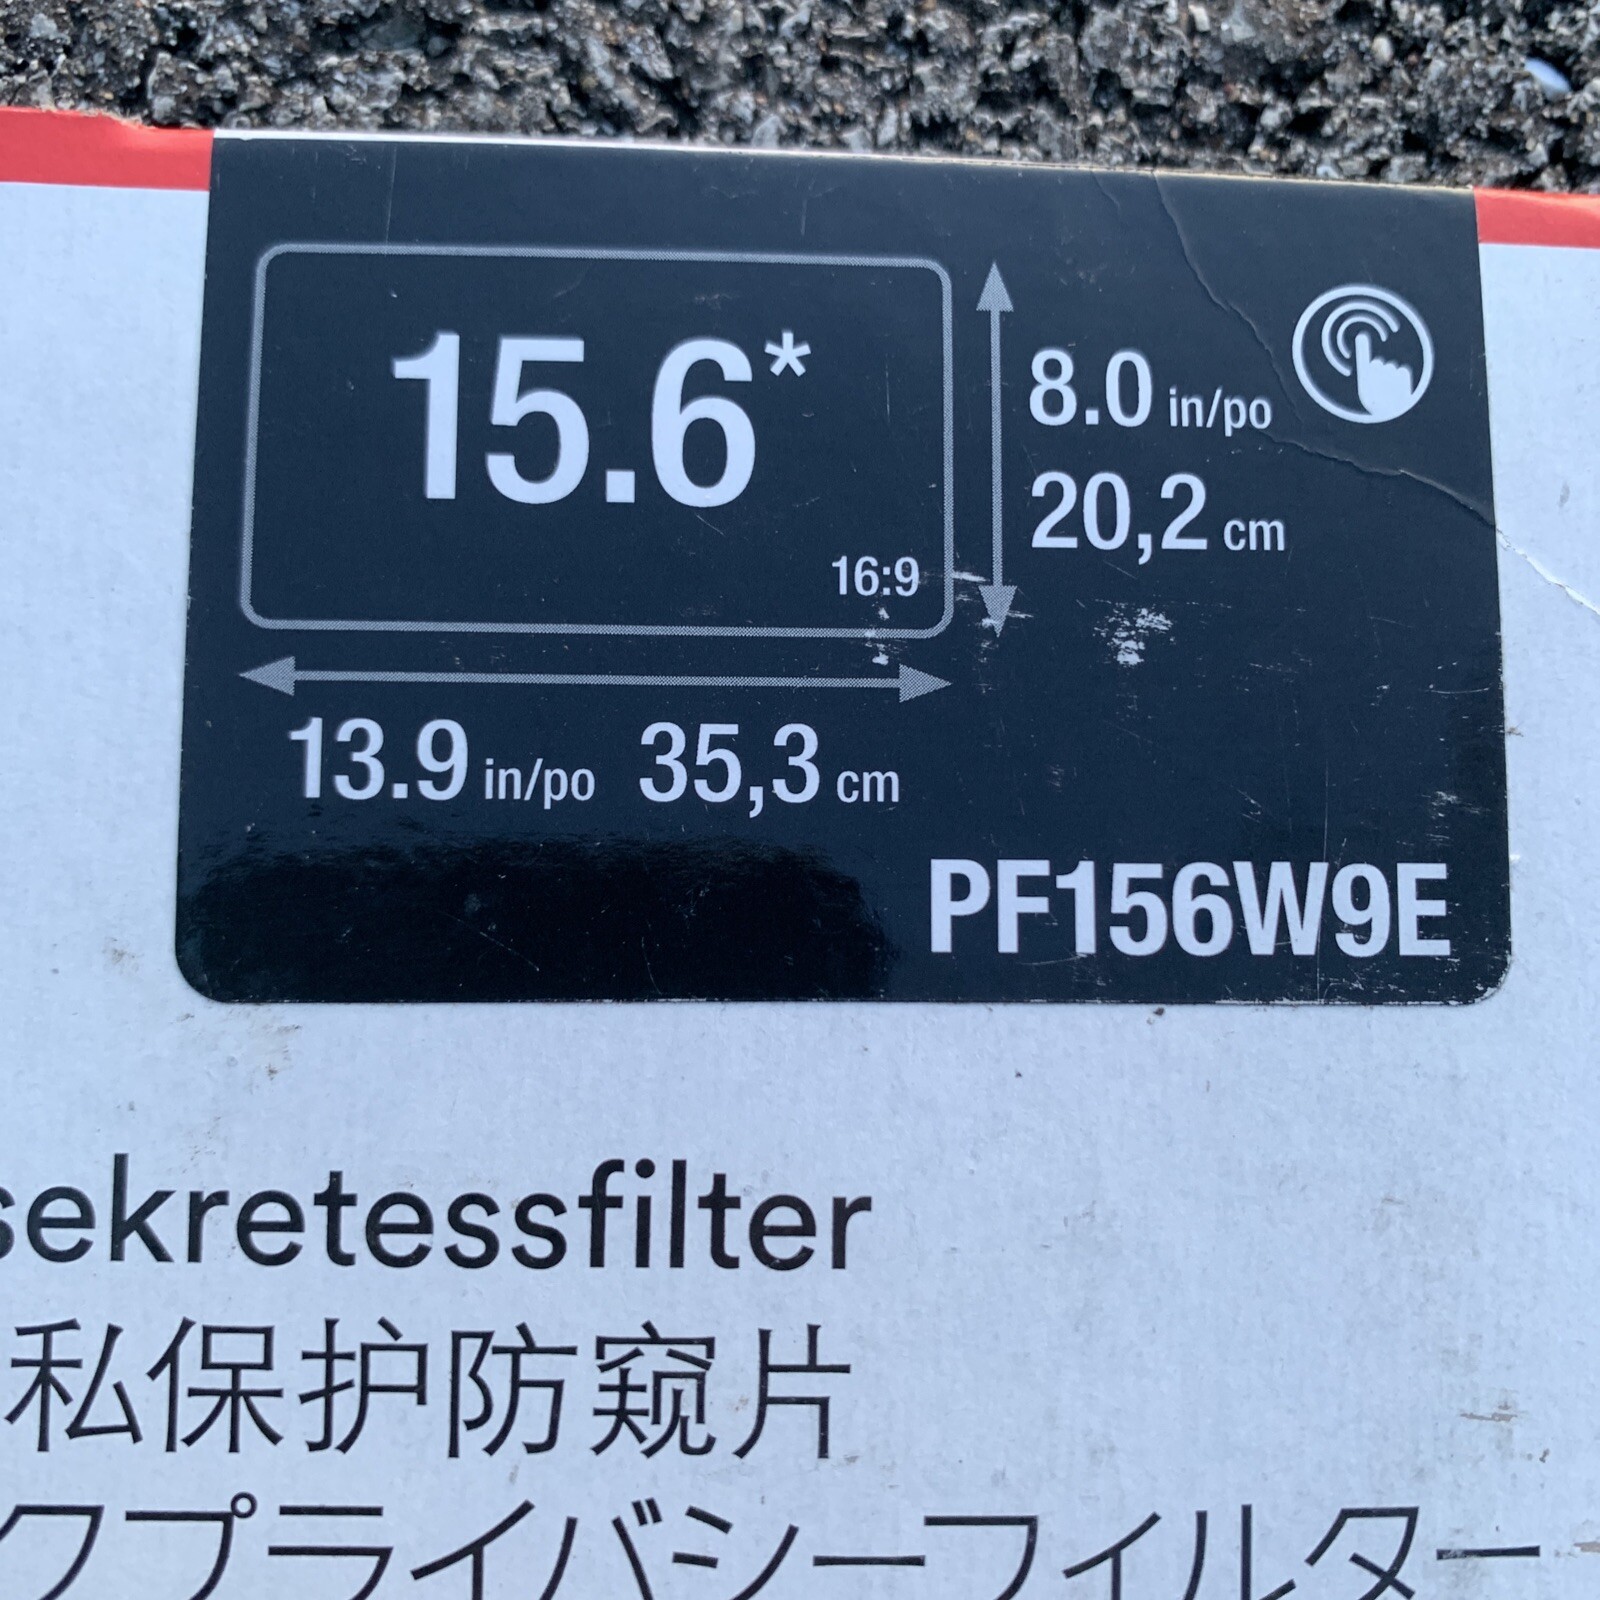 15.6*
16:9
8.0 in/po
20,2 cm
13.9 in/po 35,3 cm
PF156W9E
sekretessfilter
私保护防窥片
クプライバシーフィルター